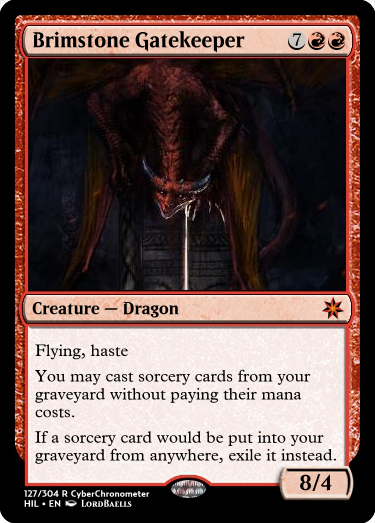 Brimstone Gatekeeper 7
Creature — Dragon
Flying, haste
You may cast sorcery cards from your
graveyard without paying their mana
costs.
If a sorcery card would be put into your
graveyard from anywhere, exile it instead.
8/4
127/304 R CyberChronometer
HIL • EN LordBaells